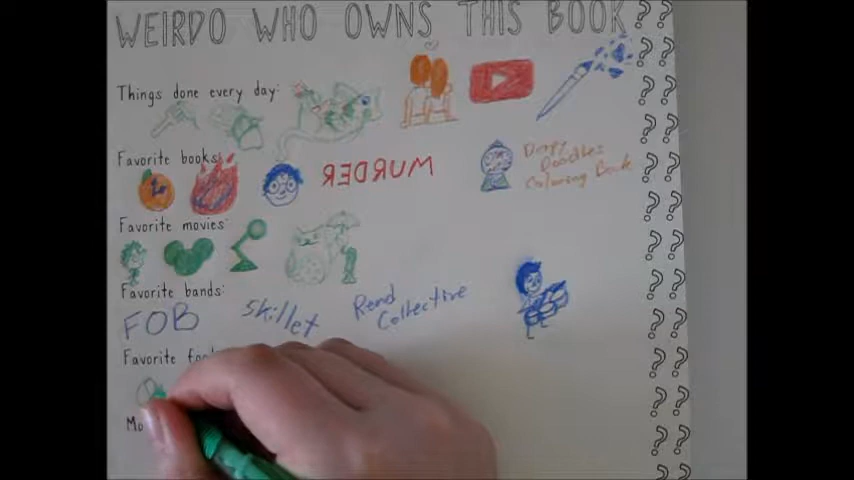 WEIRDO WHO OWNS THIS BOOK
Things done every day:
Favorite books:
MURDER
Derpy
Doodles
Coloring Book
Favorite movies:
Favorite bands:
FOB
Skillet
Rend
Collective
Favorite